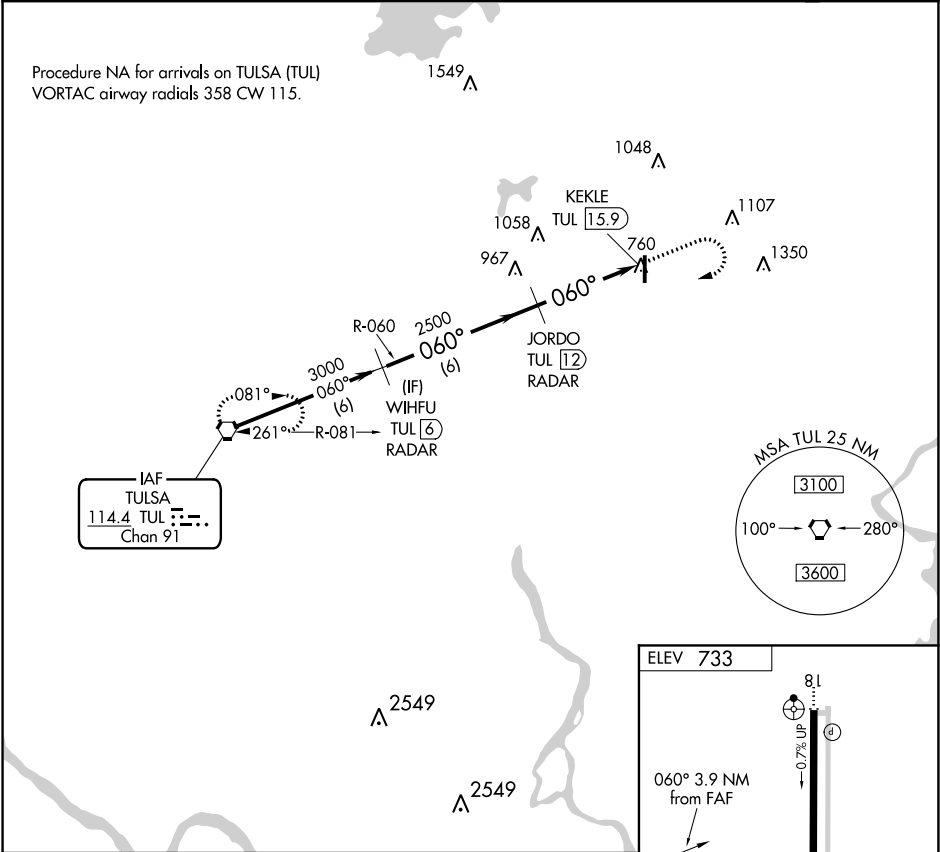 Procedure NA for arrivals on TULSA (TUL)
VORTAC airway radials 358 CW 115.
1549
1048
KEKLE
TUL 15.9
1107
1058
760
1350
967
060°
R-060
2500
060°
(6)
JORDO
TUL 12
RADAR
3000
060°
(6)
(IF)
WIHFU
TUL 6
RADAR
081°
261°
R-081
IAF
TULSA
114.4 TUL
Chan 91
MSA TUL 25 NM
3100
100°
280°
3600
ELEV 733
18
P
0.7% UP
060° 3.9 NM
from FAF
2549
2549